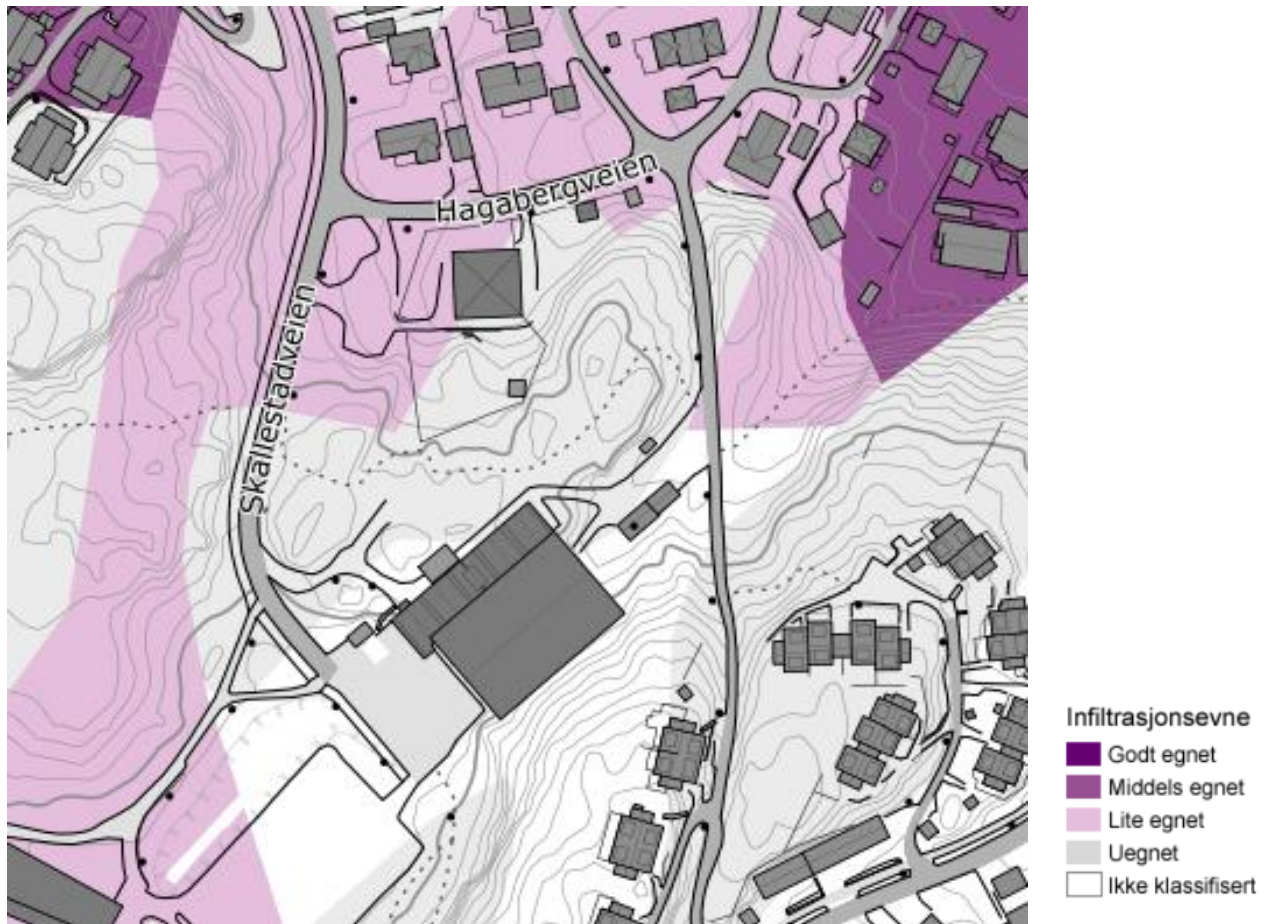 Hagabergveien
Skallestadveien
Infiltrasjonsevne
Godt egnet
Middels egnet
Lite egnet
Uegnet
Ikke klassifisert